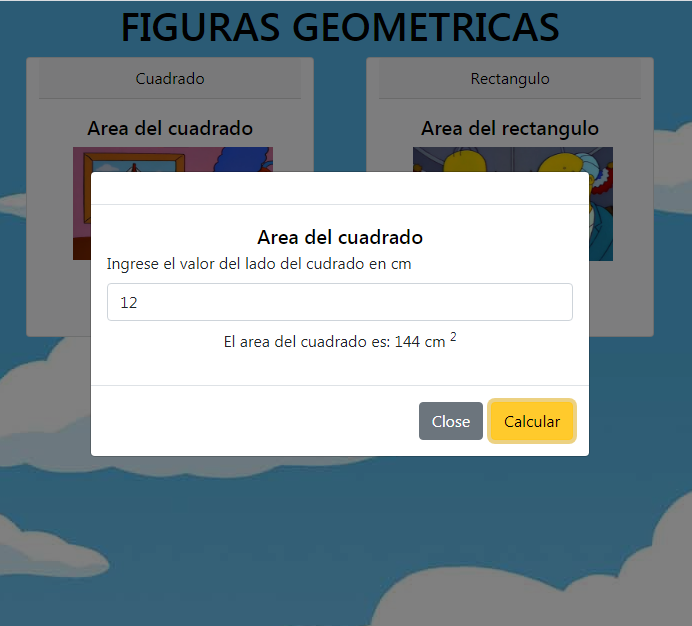 FIGURAS GEOMETRICAS
Cuadrado
Rectangulo
Area del cuadrado
Area del rectangulo
Area del cuadrado
Ingrese el valor del lado del cudrado en cm
12
El area del cuadrado es: 144 cm ²
Close
Calcular